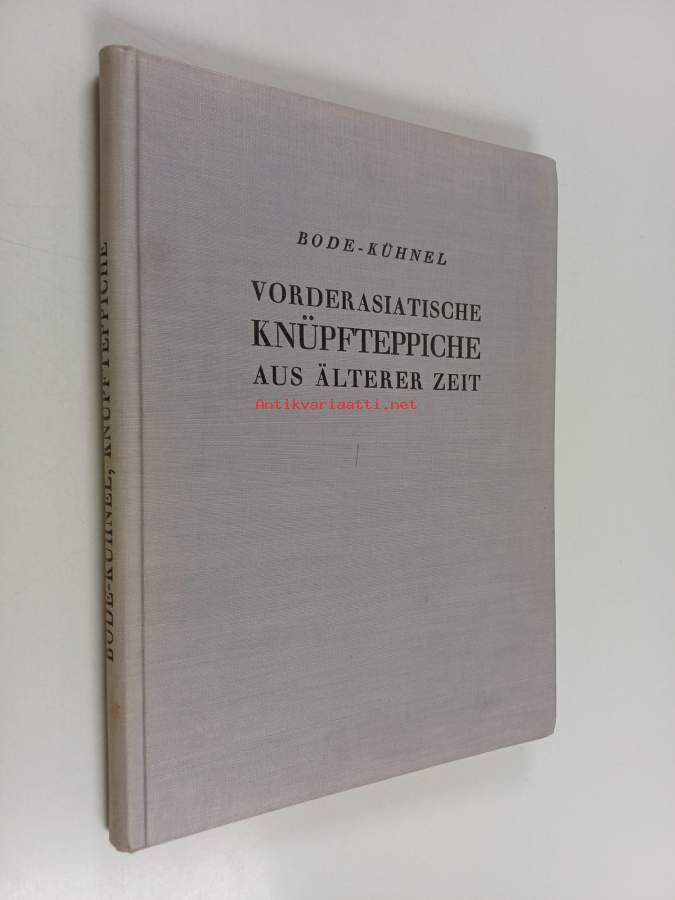 BODE-KÜHNEL
VORDERASIATISCHE
KNÜPFTEPPICHE
AUS ÄLTERER ZEIT
Antikvariaatti.net
BODE-KÜHNEL, KNÜPFTEPPICHE